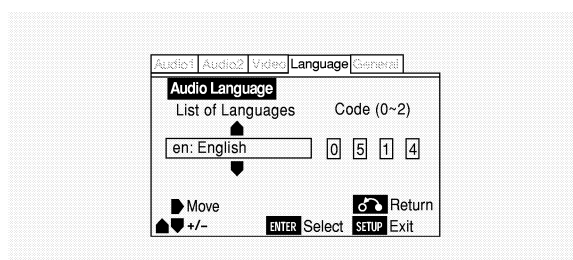 Audio1 Audio2 Video Language General
Audio Language
List of Languages Code (0~2)
en: English 0 5 1 4
Move Return
+/– ENTER Select SETUP Exit